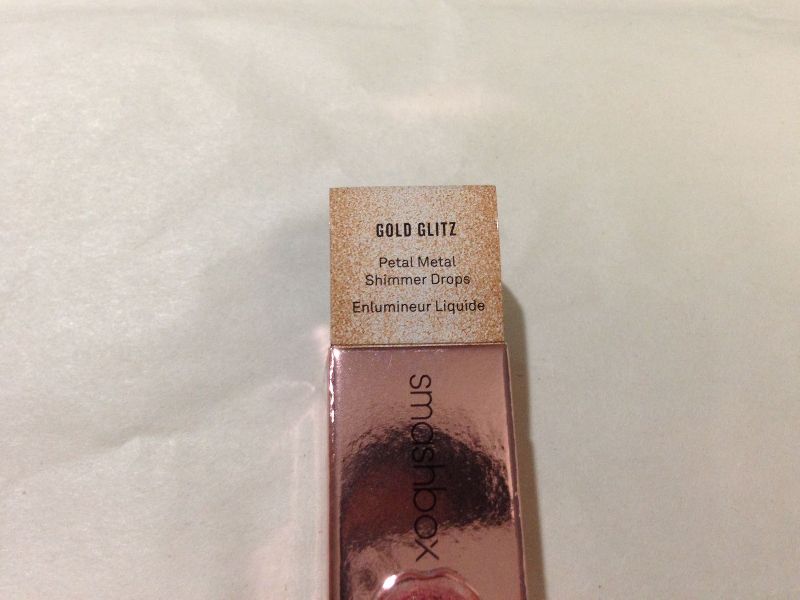 GOLD GLITZ
Petal Metal
Shimmer Drops
Enlumineur Liquide
smashbox